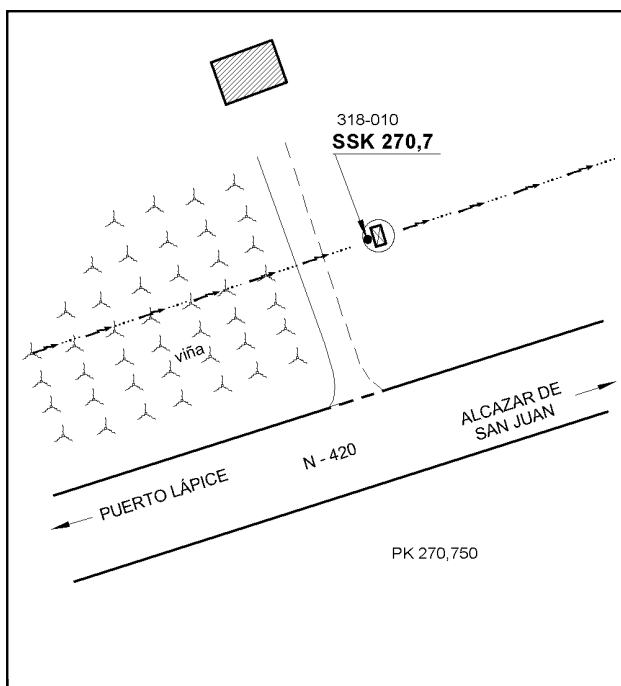 318-010
SSK 270,7
viña
ALCAZAR DE
SAN JUAN
N - 420
PUERTO LÁPICE
PK 270,750